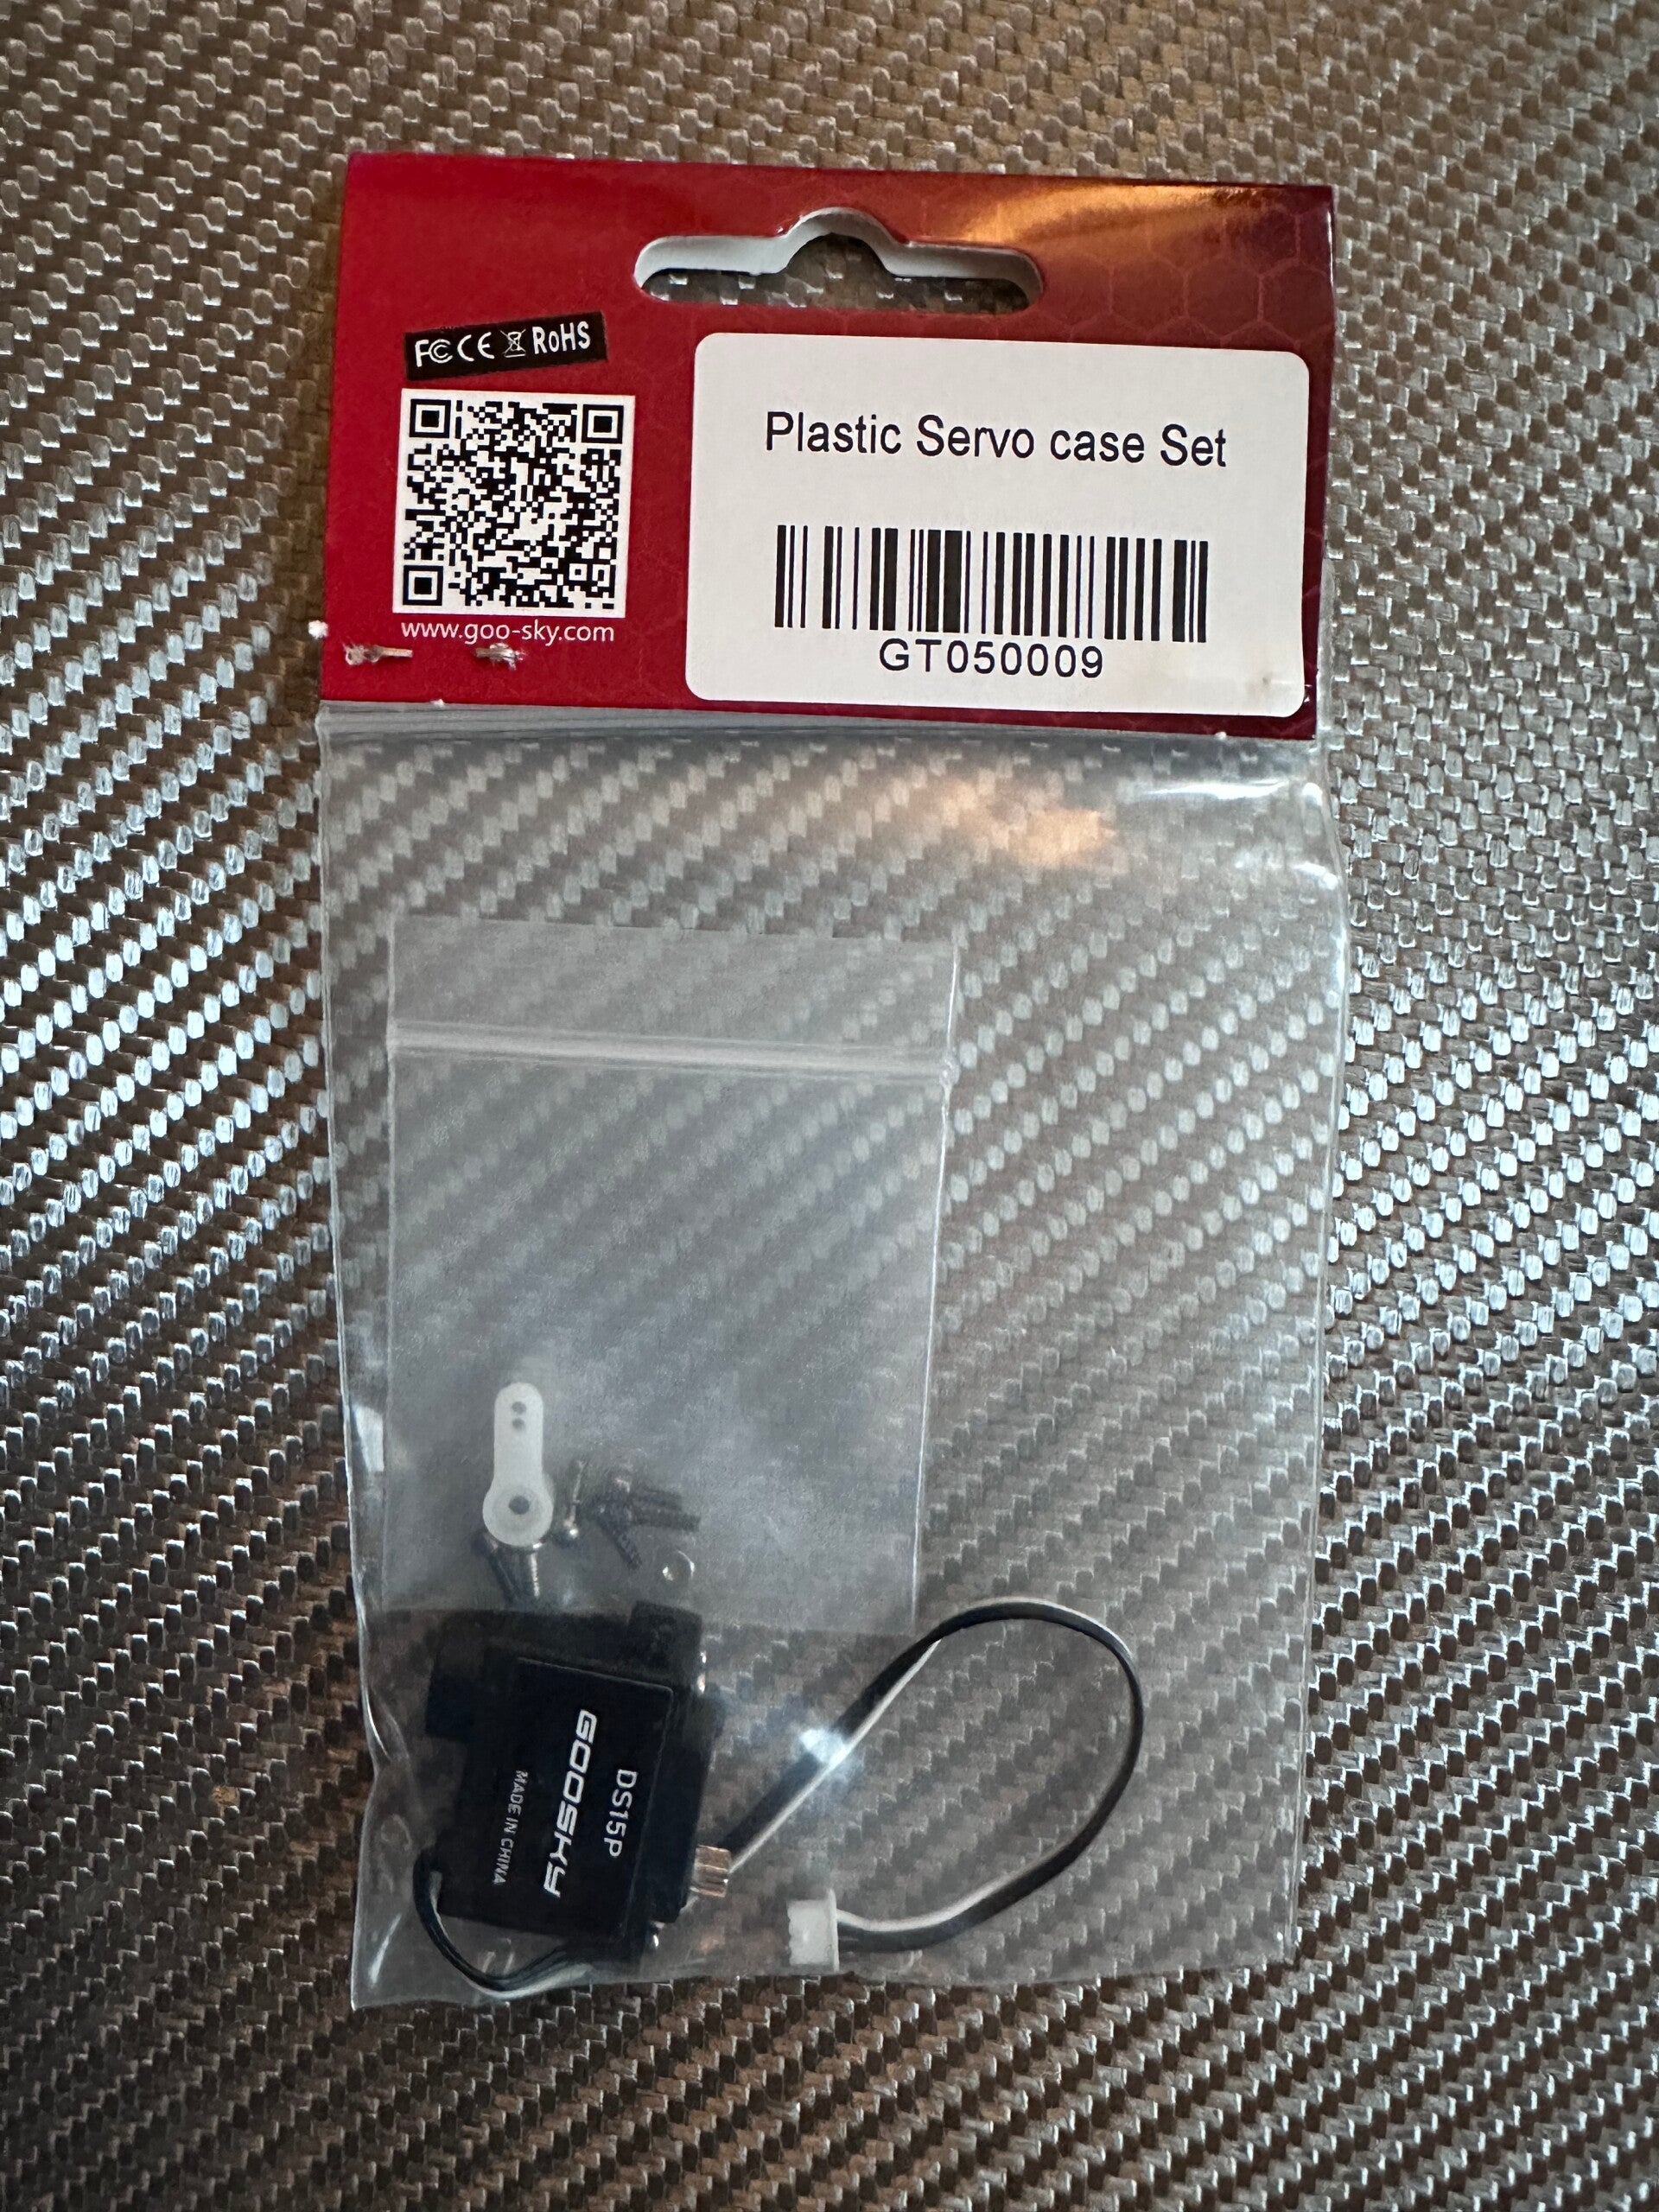 FC CE RoHS
www.goo-sky.com
Plastic Servo case Set
GT050009
DS15P
GOOSKY
MADE IN CHINA